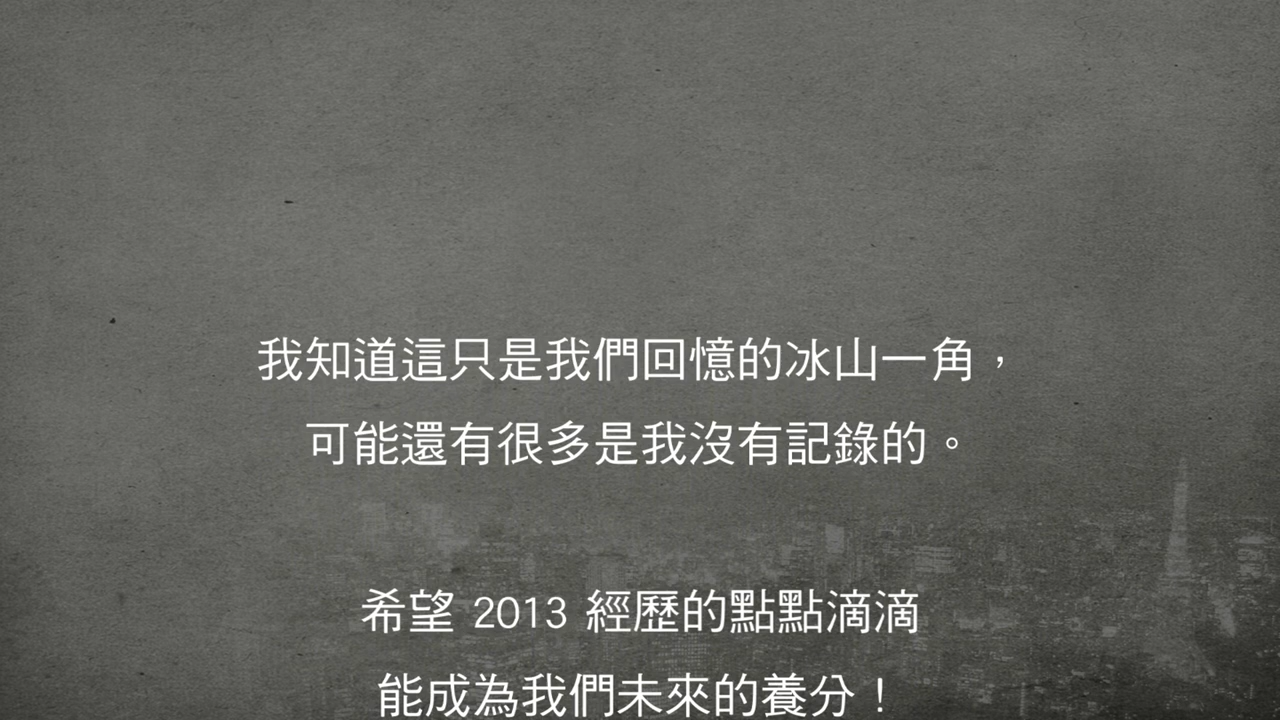 我知道這只是我們回憶的冰山一角，
可能還有很多是我沒有記錄的。
希望 2013 經歷的點點滴滴
能成為我們未來的養分！